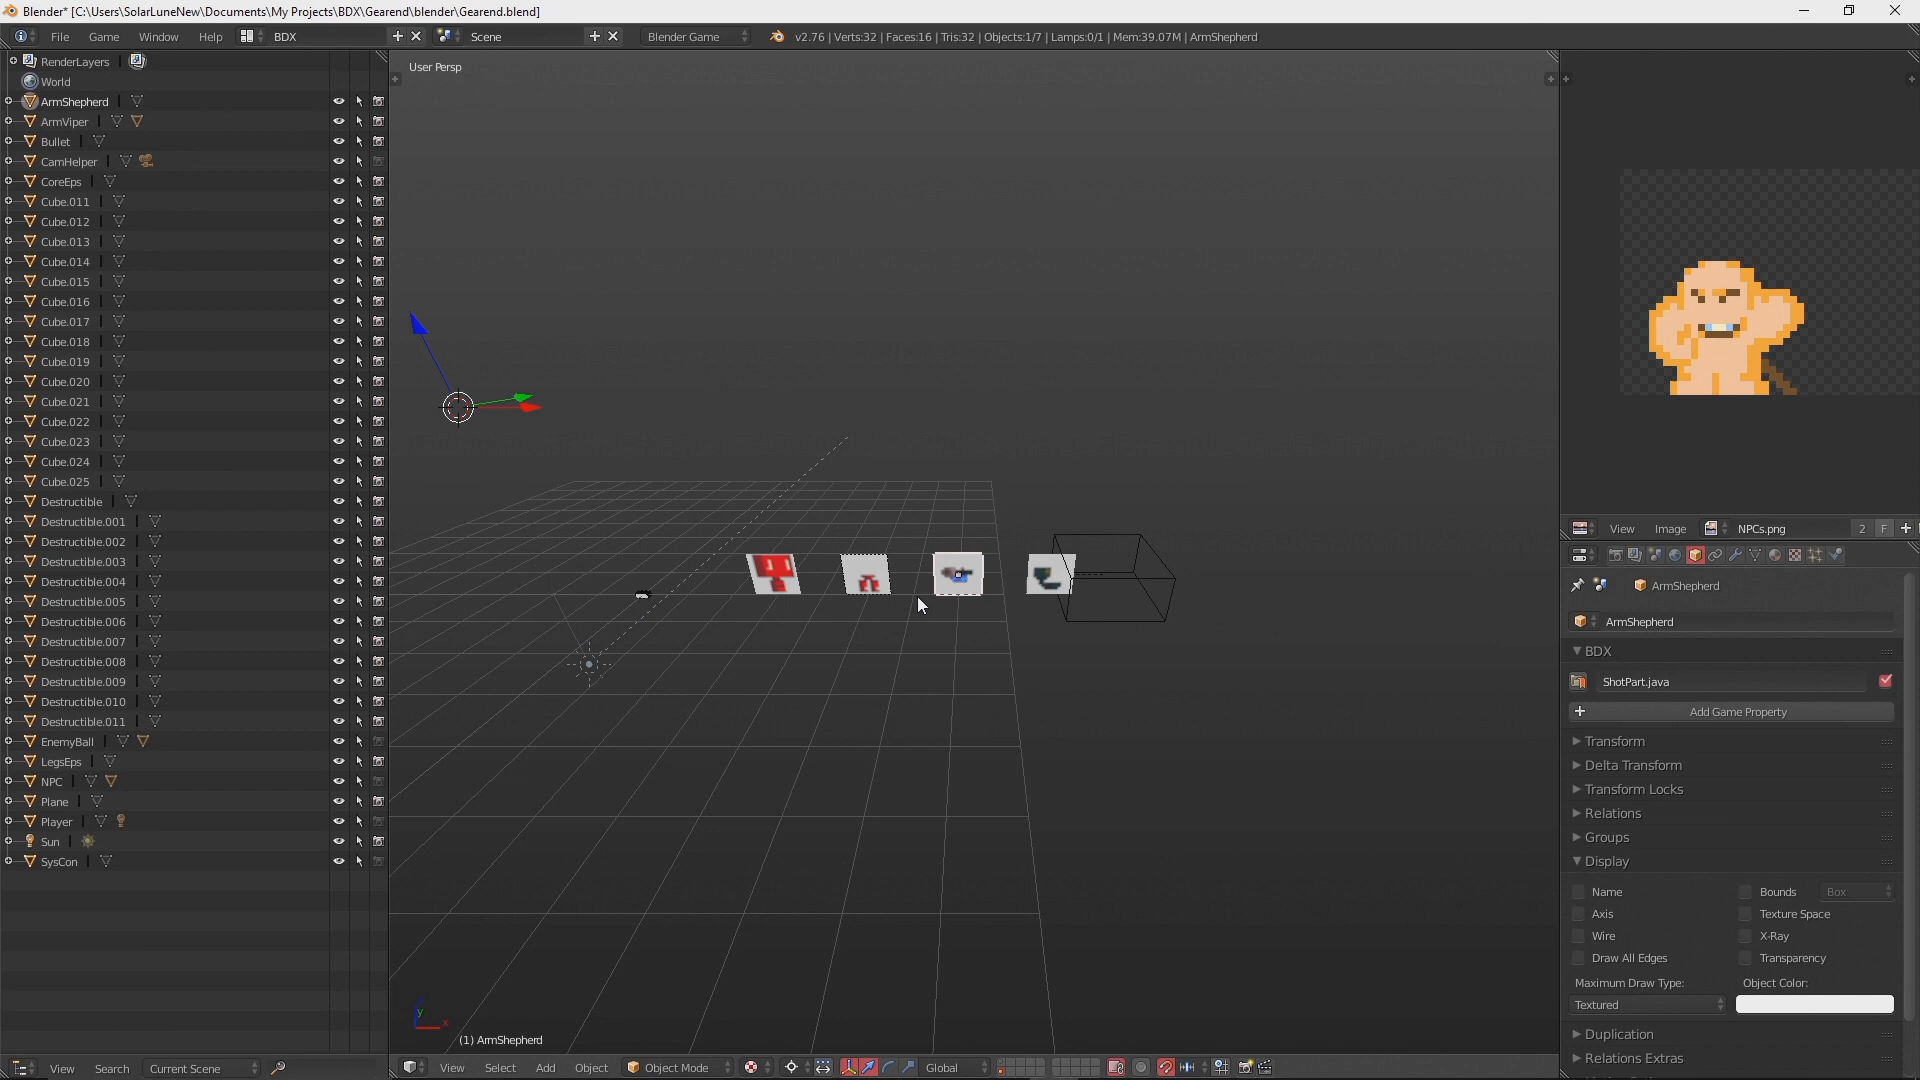 Blender* [C:\Users\SolarLuneNew\Documents\My Projects\BDX\Gearend\blender\Gearend.blend]
File Game Window Help BDX Scene Blender Game v2.76 | Verts:32 | Faces:16 | Tris:32 | Objects:1/7 | Lamps:0/1 | Mem:39.07M | ArmShepherd
RenderLayers
World
ArmShepherd
ArmViper
Bullet
CamHelper
CoreEps
Cube.011
Cube.012
Cube.013
Cube.014
Cube.015
Cube.016
Cube.017
Cube.018
Cube.019
Cube.020
Cube.021
Cube.022
Cube.023
Cube.024
Cube.025
Destructible
Destructible.001
Destructible.002
Destructible.003
Destructible.004
Destructible.005
Destructible.006
Destructible.007
Destructible.008
Destructible.009
Destructible.010
Destructible.011
EnemyBall
LegsEps
NPC
Plane
Player
Sun
SysCon
View Search Current Scene
User Persp
y
x
(1) ArmShepherd
View Select Add Object Object Mode Global
View Image NPCs.png 2 F
ArmShepherd
ArmShepherd
BDX
ShotPart.java
Add Game Property
Transform
Delta Transform
Transform Locks
Relations
Groups
Display
Name Bounds Box
Axis Texture Space
Wire X-Ray
Draw All Edges Transparency
Maximum Draw Type: Object Color:
Textured
Duplication
Relations Extras